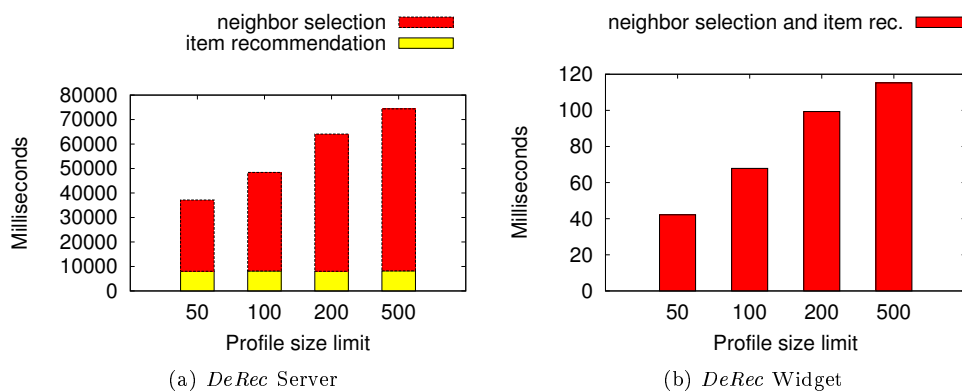 neighbor selection
item recommendation
80000
70000
60000
50000
40000
30000
20000
10000
0
Milliseconds
50 100 200 500
Profile size limit
(a) DeRec Server
neighbor selection and item rec.
120
100
80
60
40
20
0
Milliseconds
50 100 200 500
Profile size limit
(b) DeRec Widget